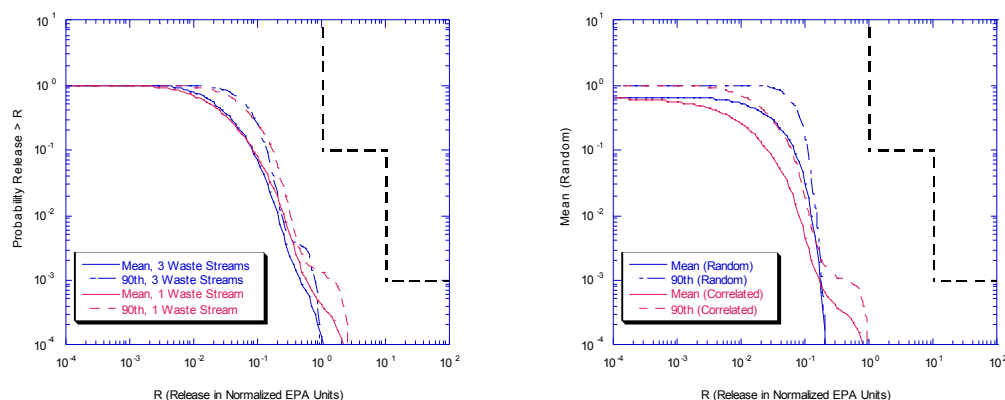 10^1
10^0
10^-1
10^-2
10^-3
10^-4
Probability Release > R
Mean, 3 Waste Streams
90th, 3 Waste Streams
Mean, 1 Waste Stream
90th, 1 Waste Stream
10^-4 10^-3 10^-2 10^-1 10^0 10^1 10^2
R (Release in Normalized EPA Units)
10^1
10^0
10^-1
10^-2
10^-3
10^-4
Mean (Random)
Mean (Random)
90th (Random)
Mean (Correlated)
90th (Correlated)
10^-4 10^-3 10^-2 10^-1 10^0 10^1 10^2
R (Release in Normalized EPA Units)